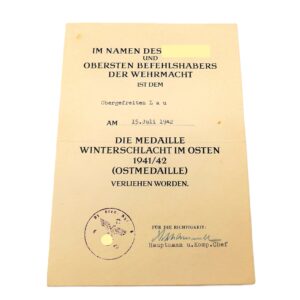 IM NAMEN DES
UND
OBERSTEN BEFEHLSHABERS
DER WEHRMACHT
IST DEM
Obergefreiten Lau
AM 15.Juli 1942
DIE MEDAILLE
WINTERSCHLACHT IM OSTEN
1941/42
(OSTMEDAILLE)
VERLIEHEN WORDEN.
FÜR DIE RICHTIGKEIT:
Hauptmann u.Komp.Chef